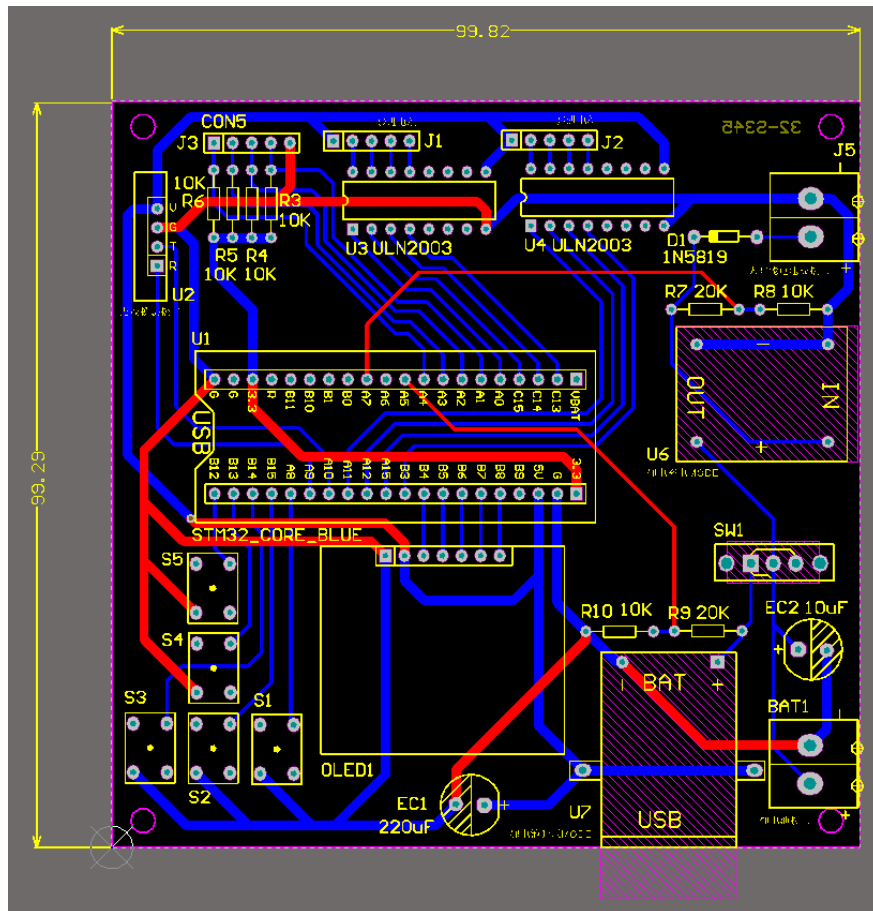 99.82
99.29
CON5
32-S345
J3
J1
J2
J5
10K
R6
R3
10K
V
G
T
R
U3 ULN2003
U4 ULN2003
D1
1N5819
R5 R4
10K 10K
U2
R7 20K
R8 10K
U1
OUT
IN
U6
G
G
3.3
R
B11
B10
B1
B0
A7
A6
A5
A4
A3
A2
A1
A0
C15
C14
C13
VBAT
USB
B12
B13
B14
B15
A8
A9
A10
A11
A12
A15
B3
B4
B5
B6
B7
B8
B9
5V
G
3.3
STM32_CORE_BLUE
SW1
S5
R10 10K
R9 20K
EC2 10uF
S4
BAT
S3
S1
BAT1
OLED1
S2
EC1
220uF
U7
USB